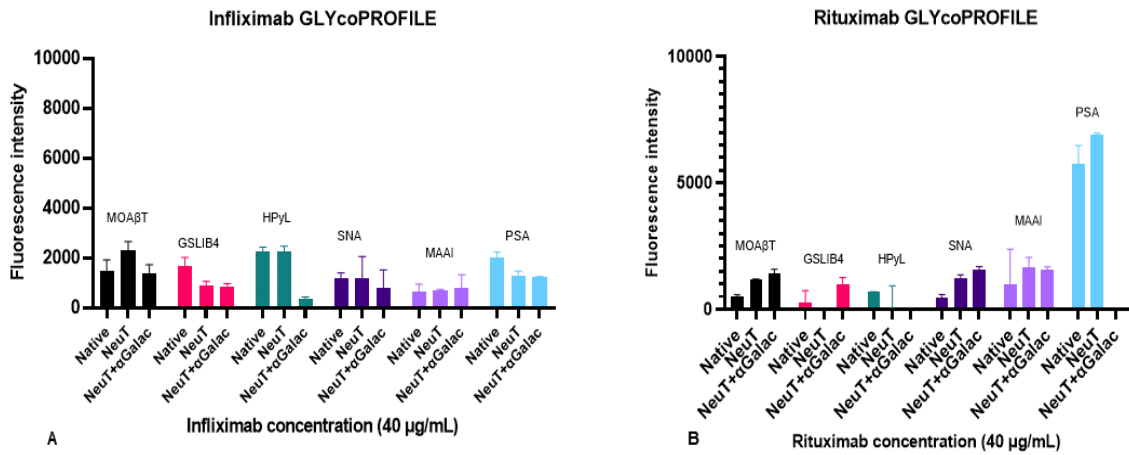 Infliximab GLYcoPROFILE
Fluorescence intensity
10000
8000
6000
4000
2000
0
MOAβT
GSLIB4
HPyL
SNA
MAAI
PSA
Native
NeuT
NeuT+αGalac
Native
NeuT
NeuT+αGalac
Native
NeuT
NeuT+αGalac
Native
NeuT
NeuT+αGalac
Native
NeuT
NeuT+αGalac
Native
NeuT
NeuT+αGalac
A
Infliximab concentration (40 µg/mL)
Rituximab GLYcoPROFILE
Fluorescence intensity
10000
5000
0
MOAβT
GSLIB4
HPyL
SNA
MAAI
PSA
Native
NeuT
NeuT+αGalac
Native
NeuT
NeuT+αGalac
Native
NeuT
NeuT+αGalac
Native
NeuT
NeuT+αGalac
Native
NeuT
NeuT+αGalac
Native
NeuT
NeuT+αGalac
B
Rituximab concentration (40 µg/mL)